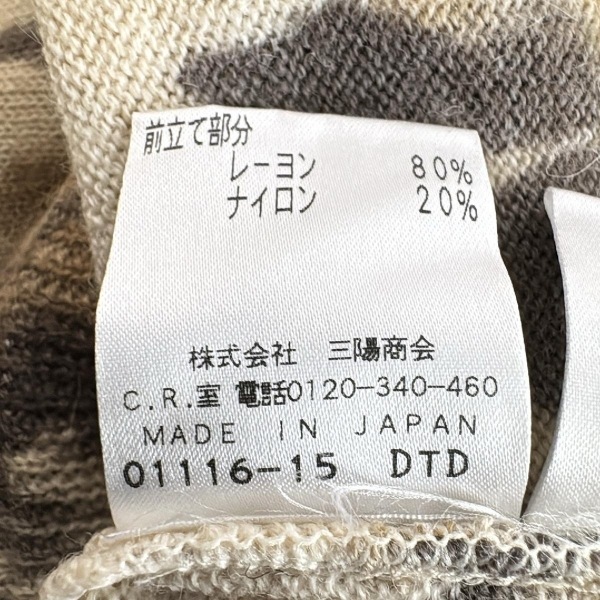 前立て部分
レーヨン 80%
ナイロン 20%
株式会社 三陽商会
C.R.室 電話0120-340-460
MADE IN JAPAN
01116-15 DTD